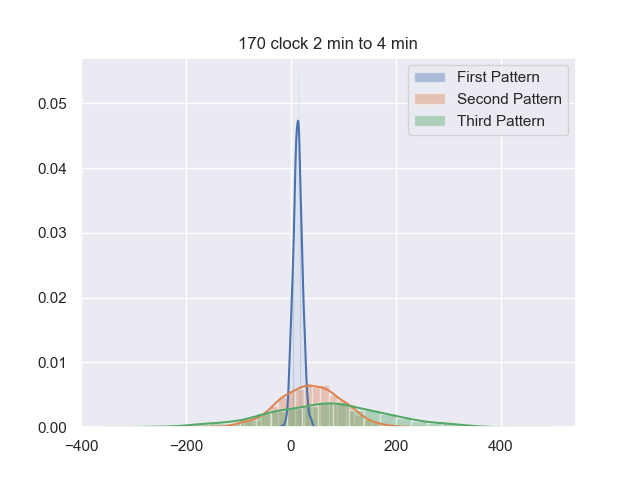 170 clock 2 min to 4 min
First Pattern
Second Pattern
Third Pattern
0.05
0.04
0.03
0.02
0.01
0.00
−400 −200 0 200 400